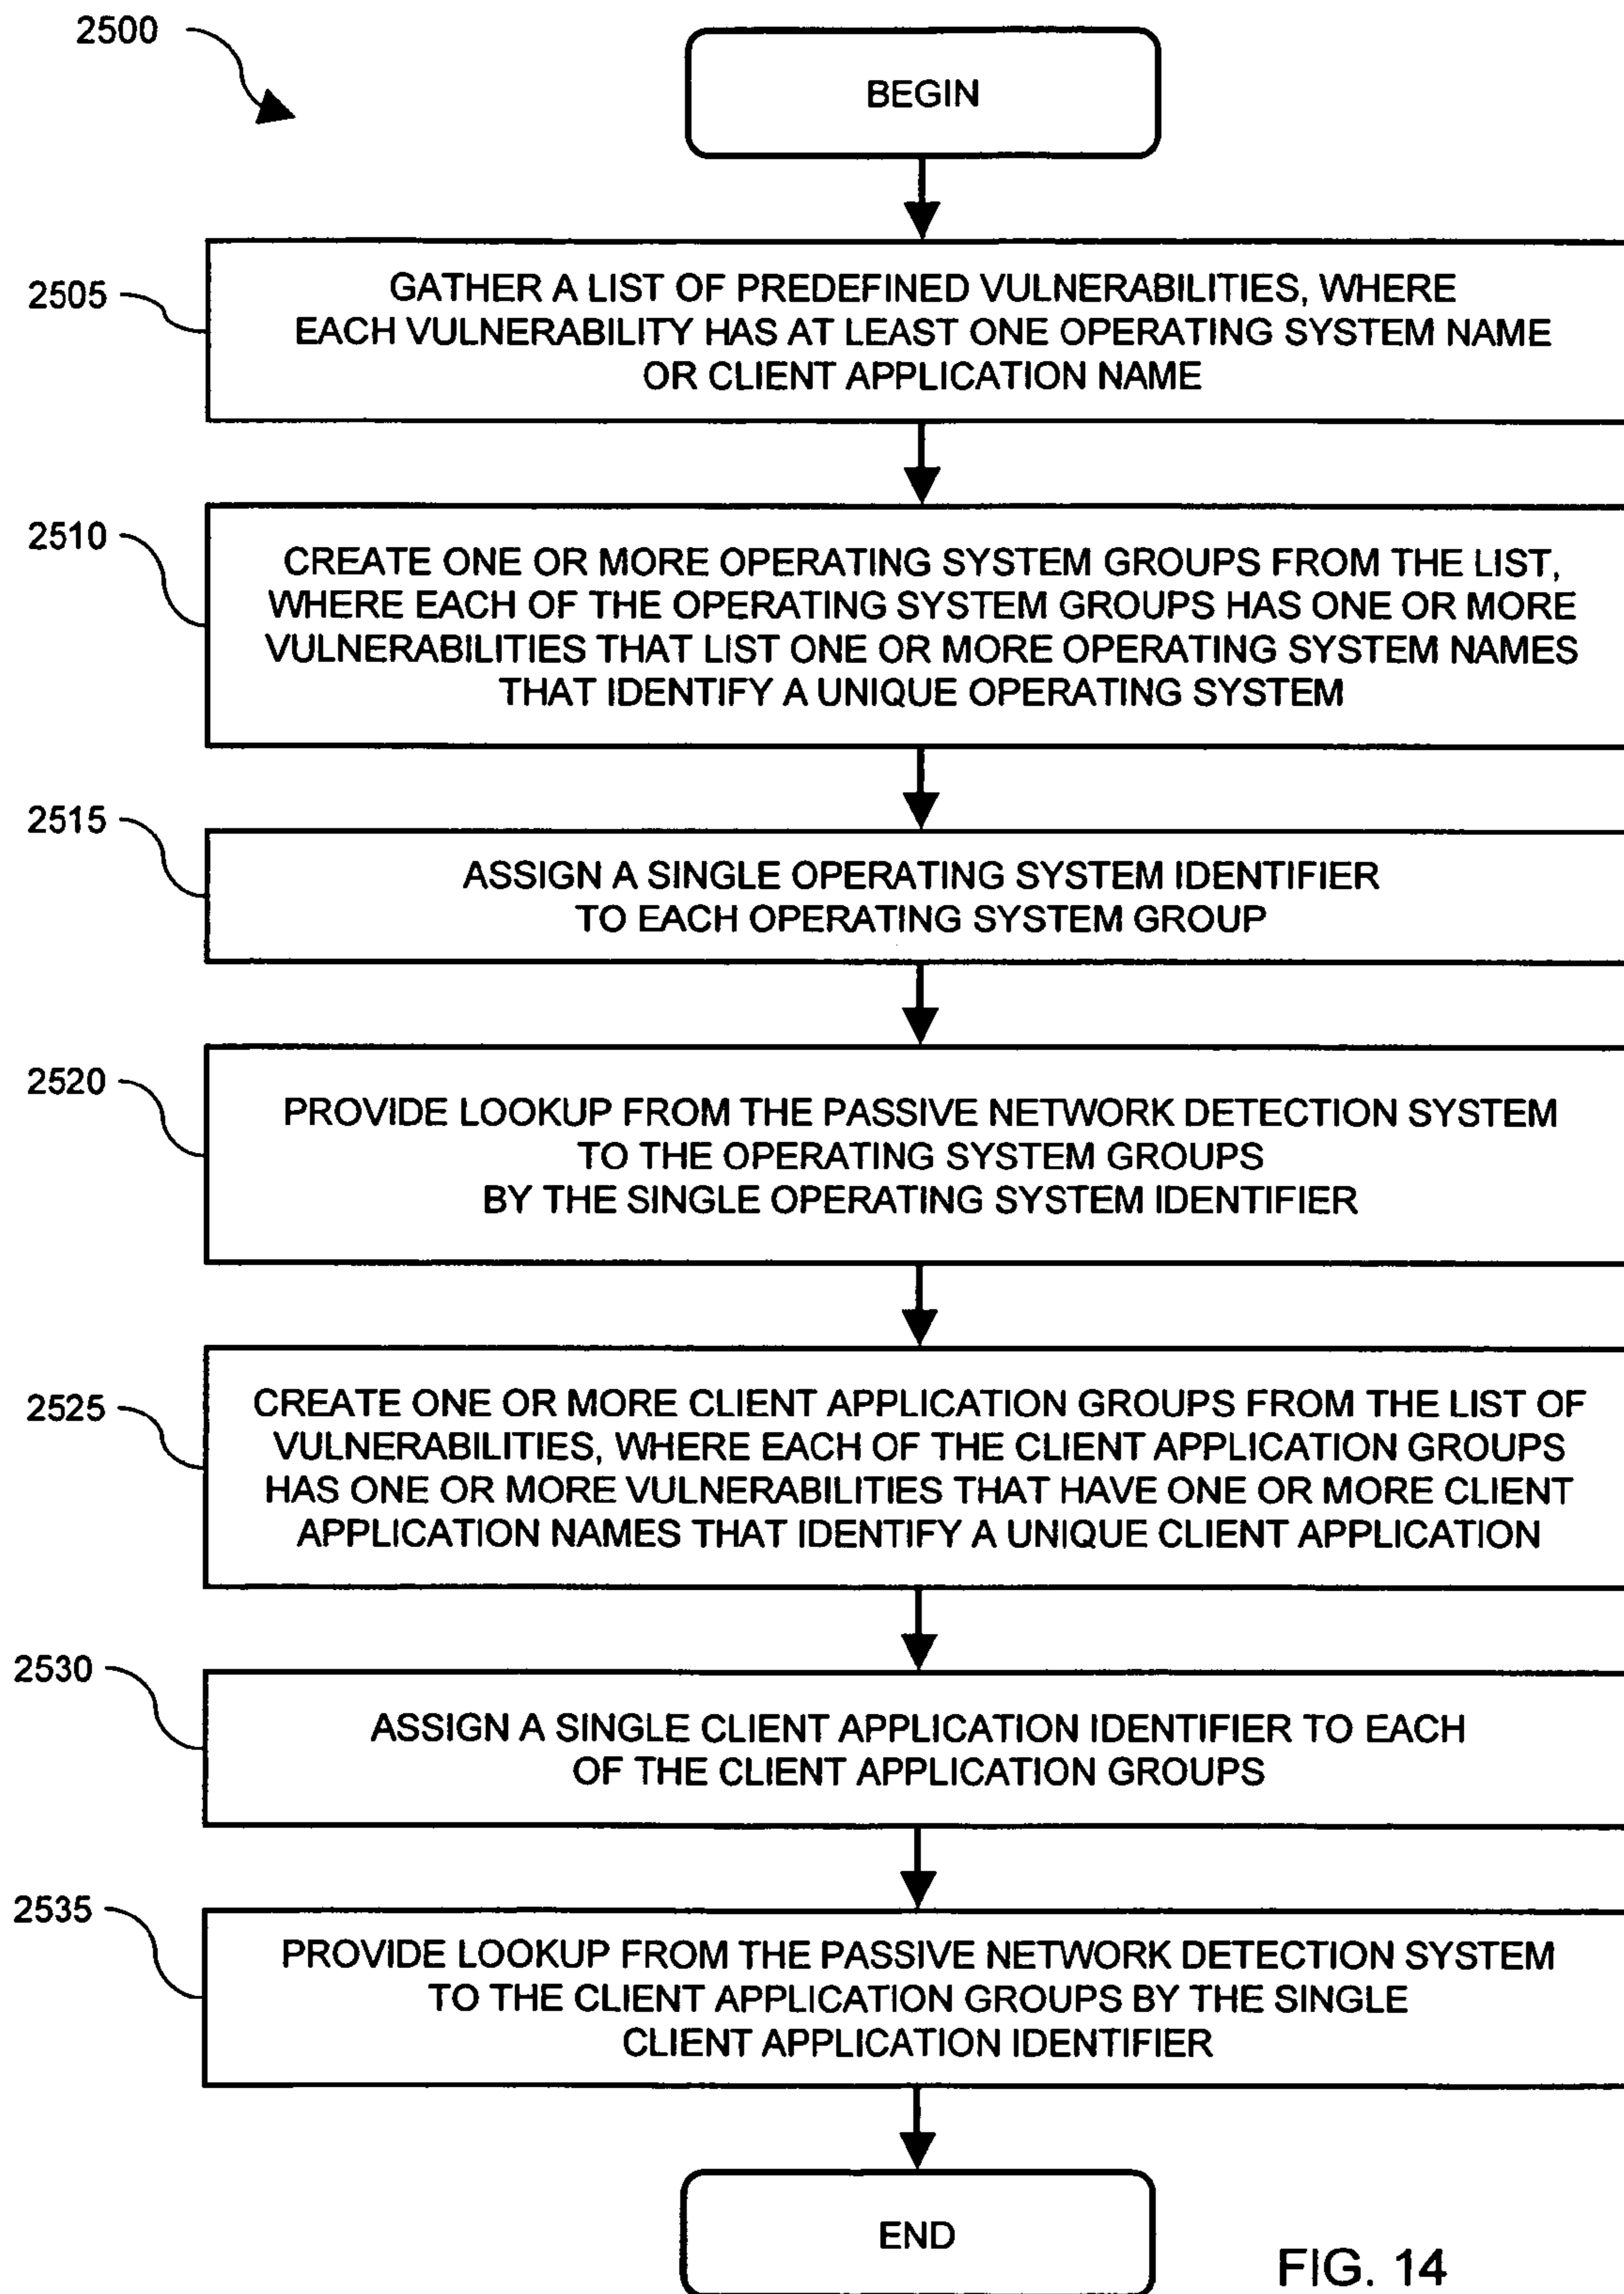 2500
BEGIN
2505
GATHER A LIST OF PREDEFINED VULNERABILITIES, WHERE
EACH VULNERABILITY HAS AT LEAST ONE OPERATING SYSTEM NAME
OR CLIENT APPLICATION NAME
2510
CREATE ONE OR MORE OPERATING SYSTEM GROUPS FROM THE LIST,
WHERE EACH OF THE OPERATING SYSTEM GROUPS HAS ONE OR MORE
VULNERABILITIES THAT LIST ONE OR MORE OPERATING SYSTEM NAMES
THAT IDENTIFY A UNIQUE OPERATING SYSTEM
2515
ASSIGN A SINGLE OPERATING SYSTEM IDENTIFIER
TO EACH OPERATING SYSTEM GROUP
2520
PROVIDE LOOKUP FROM THE PASSIVE NETWORK DETECTION SYSTEM
TO THE OPERATING SYSTEM GROUPS
BY THE SINGLE OPERATING SYSTEM IDENTIFIER
2525
CREATE ONE OR MORE CLIENT APPLICATION GROUPS FROM THE LIST OF
VULNERABILITIES, WHERE EACH OF THE CLIENT APPLICATION GROUPS
HAS ONE OR MORE VULNERABILITIES THAT HAVE ONE OR MORE CLIENT
APPLICATION NAMES THAT IDENTIFY A UNIQUE CLIENT APPLICATION
2530
ASSIGN A SINGLE CLIENT APPLICATION IDENTIFIER TO EACH
OF THE CLIENT APPLICATION GROUPS
2535
PROVIDE LOOKUP FROM THE PASSIVE NETWORK DETECTION SYSTEM
TO THE CLIENT APPLICATION GROUPS BY THE SINGLE
CLIENT APPLICATION IDENTIFIER
END
FIG. 14